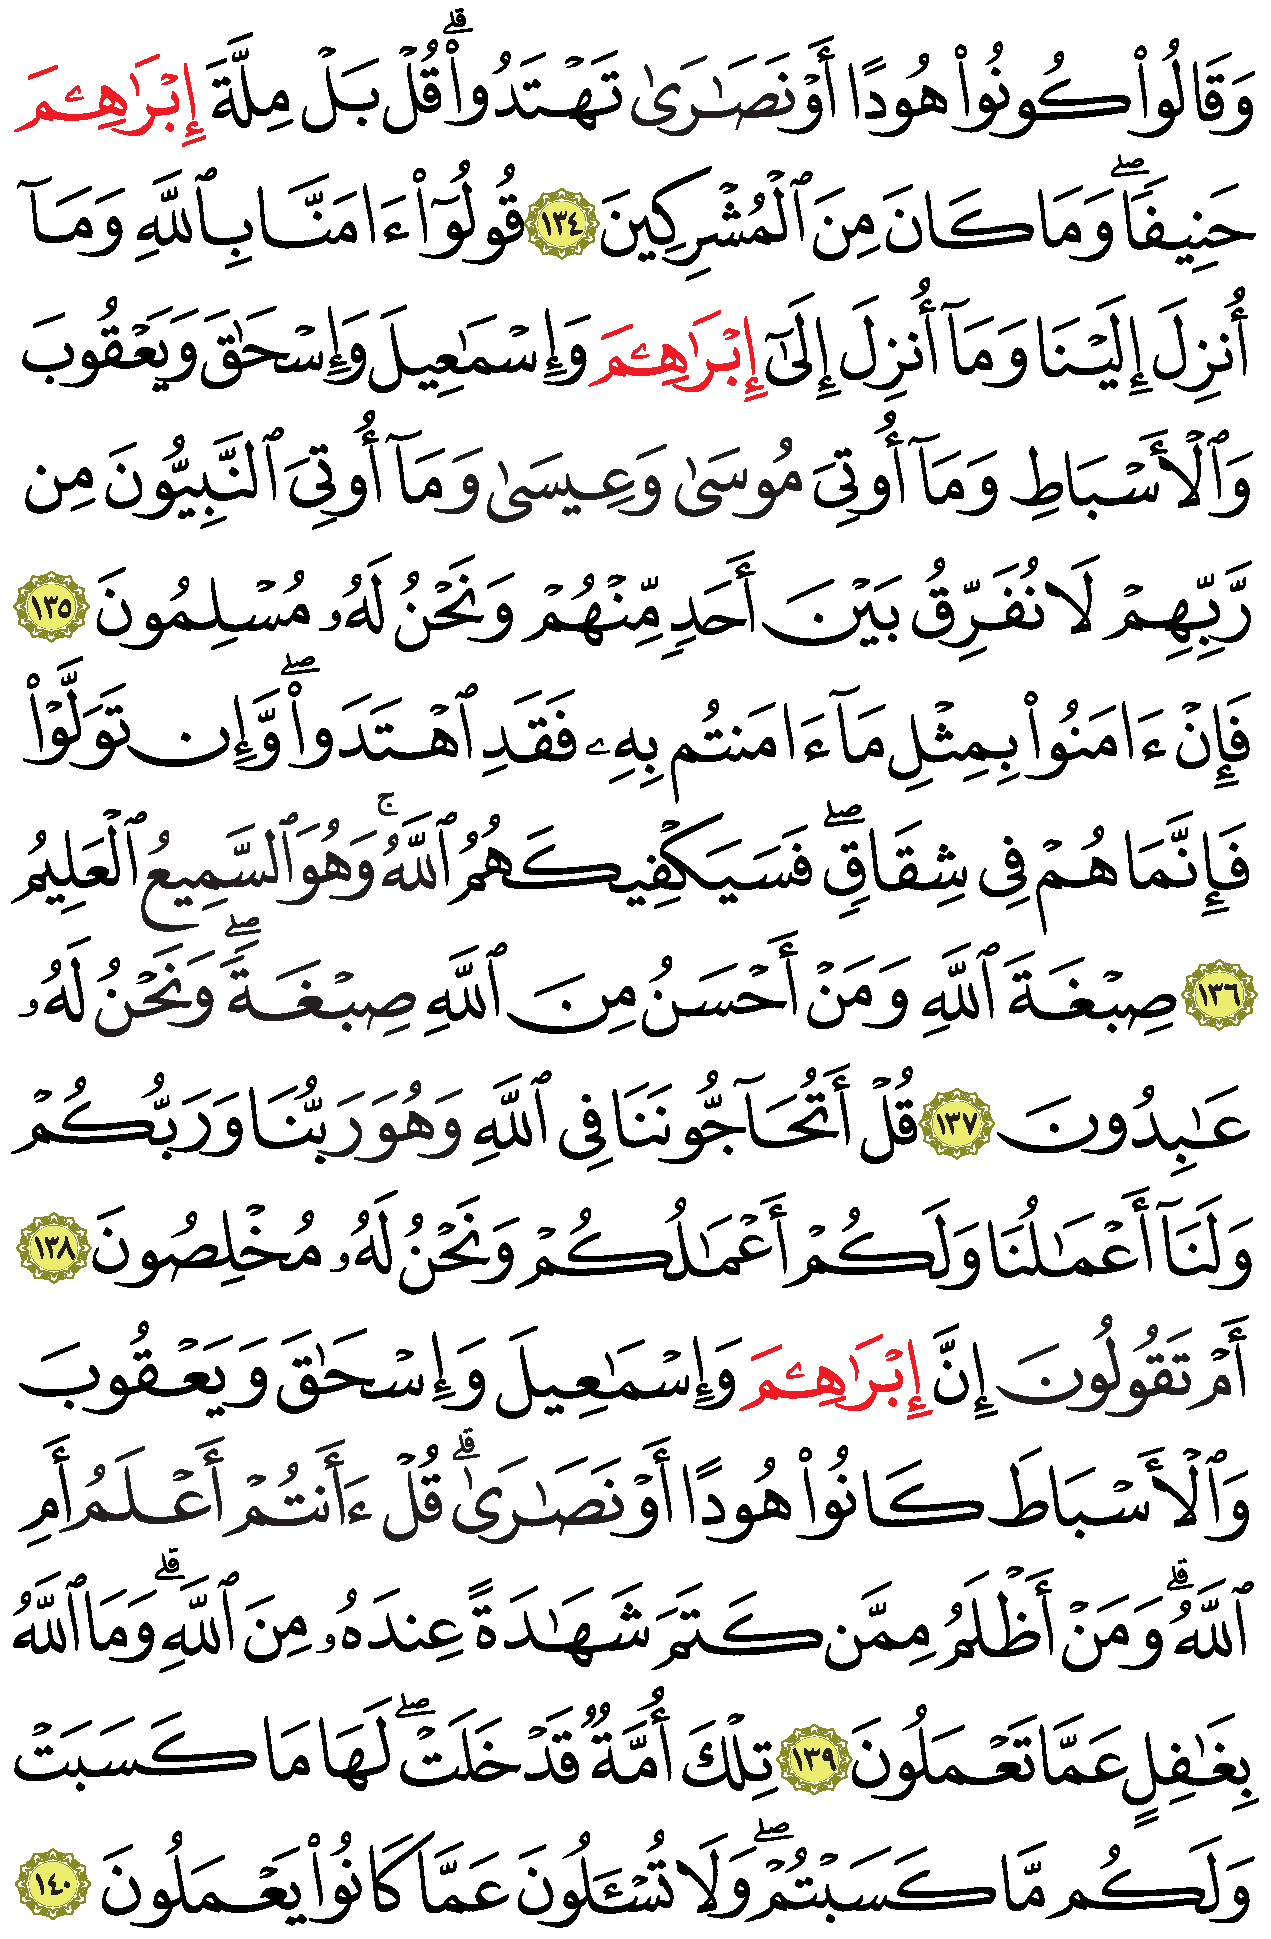 وَقَالُوا۟ كُونُوا۟ هُودًا أَوْ نَصَـٰرَىٰ تَهْتَدُوا۟ ۗ قُلْ بَلْ مِلَّةَ إِبْرَٰهِـۧمَ
حَنِيفًا ۖ وَمَا كَانَ مِنَ ٱلْمُشْرِكِينَ ١٣٤ قُولُوٓا۟ ءَامَنَّا بِٱللَّهِ وَمَآ
أُنزِلَ إِلَيْنَا وَمَآ أُنزِلَ إِلَىٰٓ إِبْرَٰهِـۧمَ وَإِسْمَـٰعِيلَ وَإِسْحَـٰقَ وَيَعْقُوبَ
وَٱلْأَسْبَاطِ وَمَآ أُوتِىَ مُوسَىٰ وَعِيسَىٰ وَمَآ أُوتِىَ ٱلنَّبِيُّونَ مِن
رَّبِّهِمْ لَا نُفَرِّقُ بَيْنَ أَحَدٍ مِّنْهُمْ وَنَحْنُ لَهُۥ مُسْلِمُونَ ١٣٥
فَإِنْ ءَامَنُوا۟ بِمِثْلِ مَآ ءَامَنتُم بِهِۦ فَقَدِ ٱهْتَدَوا۟ ۖ وَّإِن تَوَلَّوْا۟
فَإِنَّمَا هُمْ فِى شِقَاقٍ ۖ فَسَيَكْفِيكَهُمُ ٱللَّهُ ۚ وَهُوَ ٱلسَّمِيعُ ٱلْعَلِيمُ
١٣٦ صِبْغَةَ ٱللَّهِ وَمَنْ أَحْسَنُ مِنَ ٱللَّهِ صِبْغَةً ۖ وَنَحْنُ لَهُۥ
عَـٰبِدُونَ ١٣٧ قُلْ أَتُحَآجُّونَنَا فِى ٱللَّهِ وَهُوَ رَبُّنَا وَرَبُّكُمْ
وَلَنَآ أَعْمَـٰلُنَا وَلَكُمْ أَعْمَـٰلُكُمْ وَنَحْنُ لَهُۥ مُخْلِصُونَ ١٣٨
أَمْ تَقُولُونَ إِنَّ إِبْرَٰهِـۧمَ وَإِسْمَـٰعِيلَ وَإِسْحَـٰقَ وَيَعْقُوبَ
وَٱلْأَسْبَاطَ كَانُوا۟ هُودًا أَوْ نَصَـٰرَىٰ ۗ قُلْ ءَأَنتُمْ أَعْلَمُ أَمِ
ٱللَّهُ ۗ وَمَنْ أَظْلَمُ مِمَّن كَتَمَ شَهَـٰدَةً عِندَهُۥ مِنَ ٱللَّهِ ۗ وَمَا ٱللَّهُ
بِغَـٰفِلٍ عَمَّا تَعْمَلُونَ ١٣٩ تِلْكَ أُمَّةٌ قَدْ خَلَتْ ۖ لَهَا مَا كَسَبَتْ
وَلَكُم مَّا كَسَبْتُمْ ۖ وَلَا تُسْـَٔلُونَ عَمَّا كَانُوا۟ يَعْمَلُونَ ١٤٠